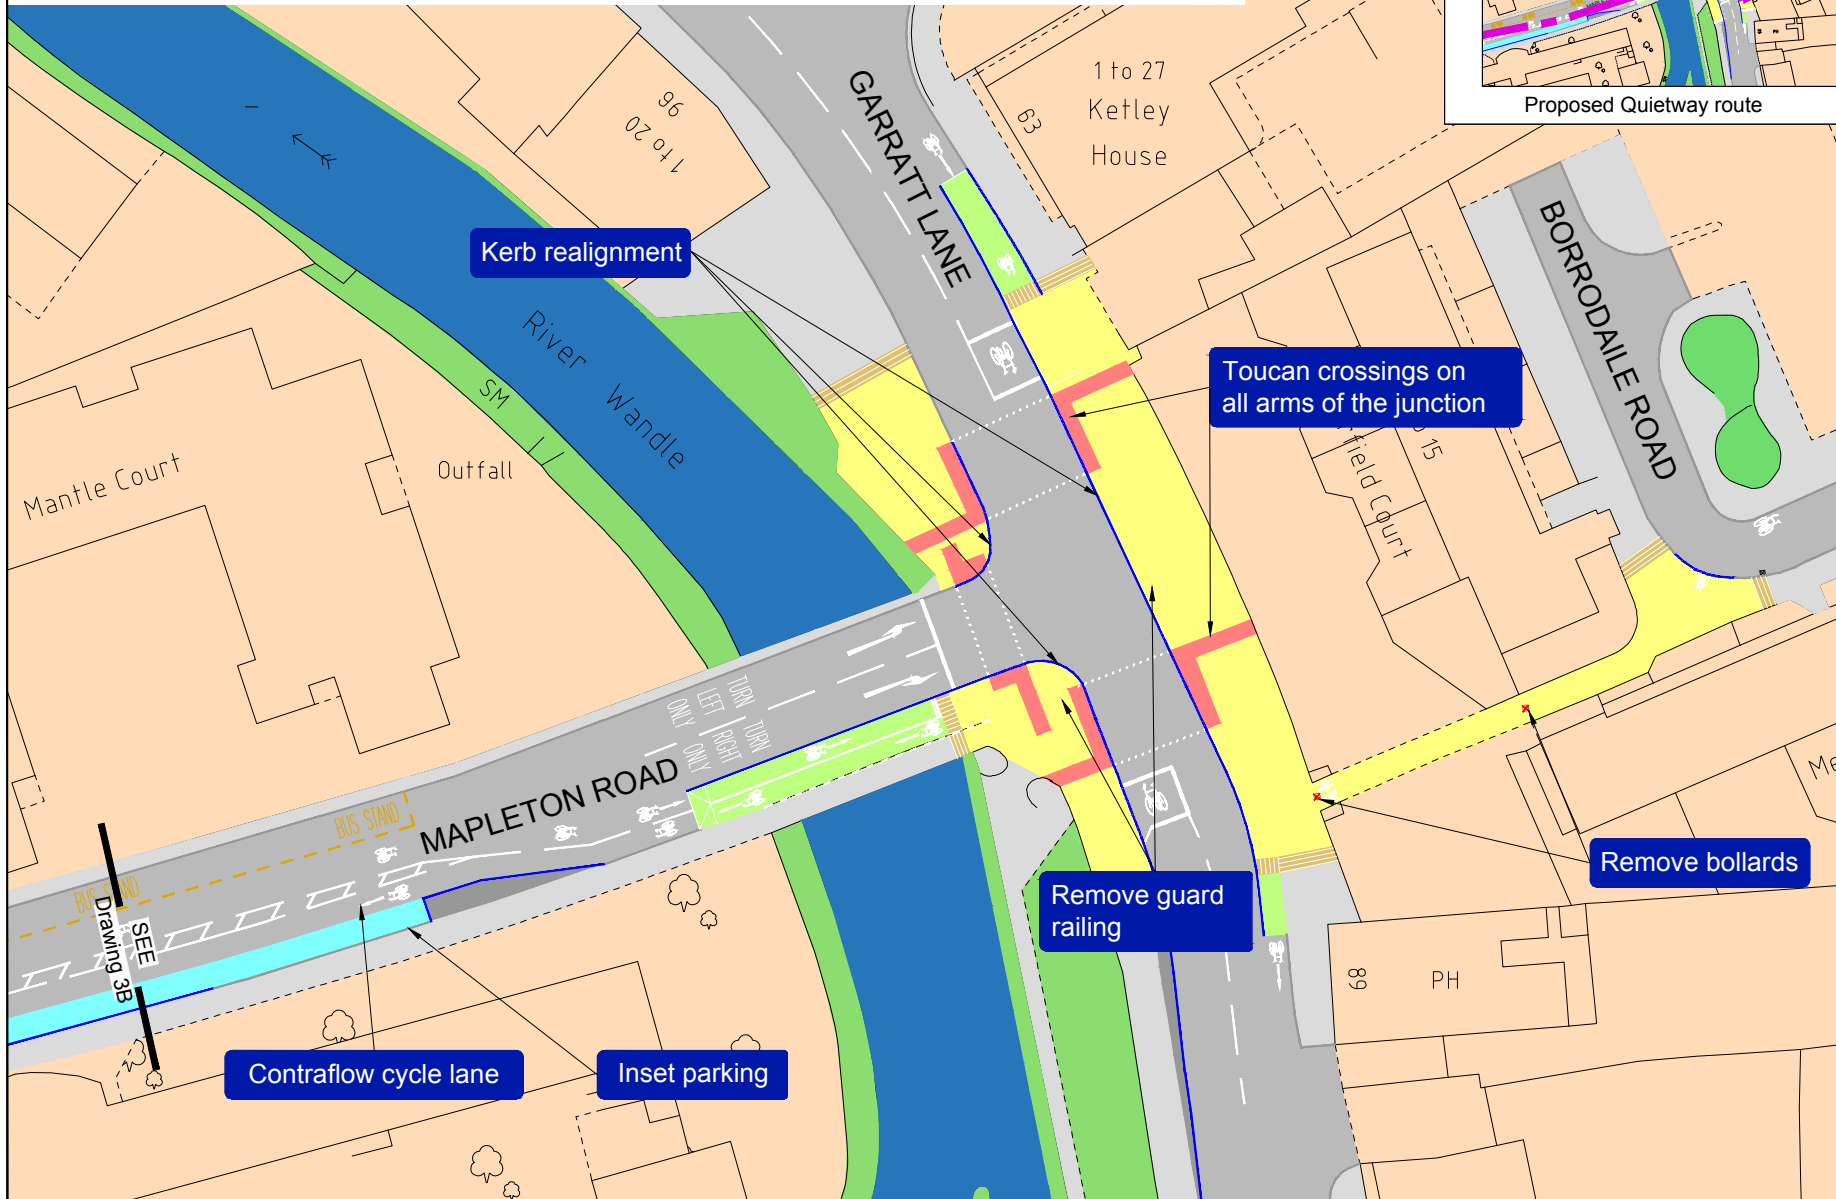 Proposed Quietway route
1 to 27
Ketley
House
63
96
1 to 20
GARRATT LANE
BORRODAILE ROAD
Kerb realignment
River
Wandle
SM
Outfall
Mantle Court
Toucan crossings on
all arms of the junction
15
field Court
TURN
LEFT
ONLY
TURN
RIGHT
ONLY
MAPLETON ROAD
BUS STAND
BUS STAND
SEE
Drawing 3B
Remove guard
railing
Remove bollards
Me
89
PH
Contraflow cycle lane
Inset parking